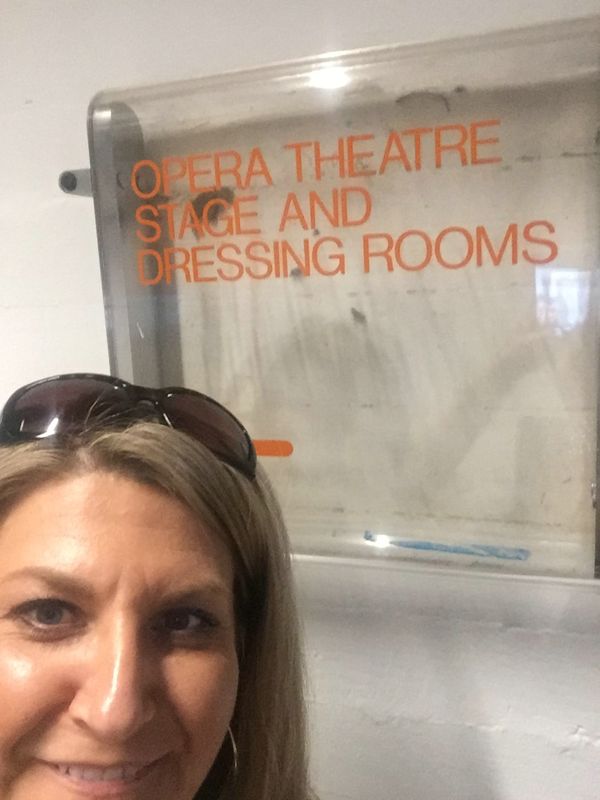 OPERA THEATRE
STAGE AND
DRESSING ROOMS